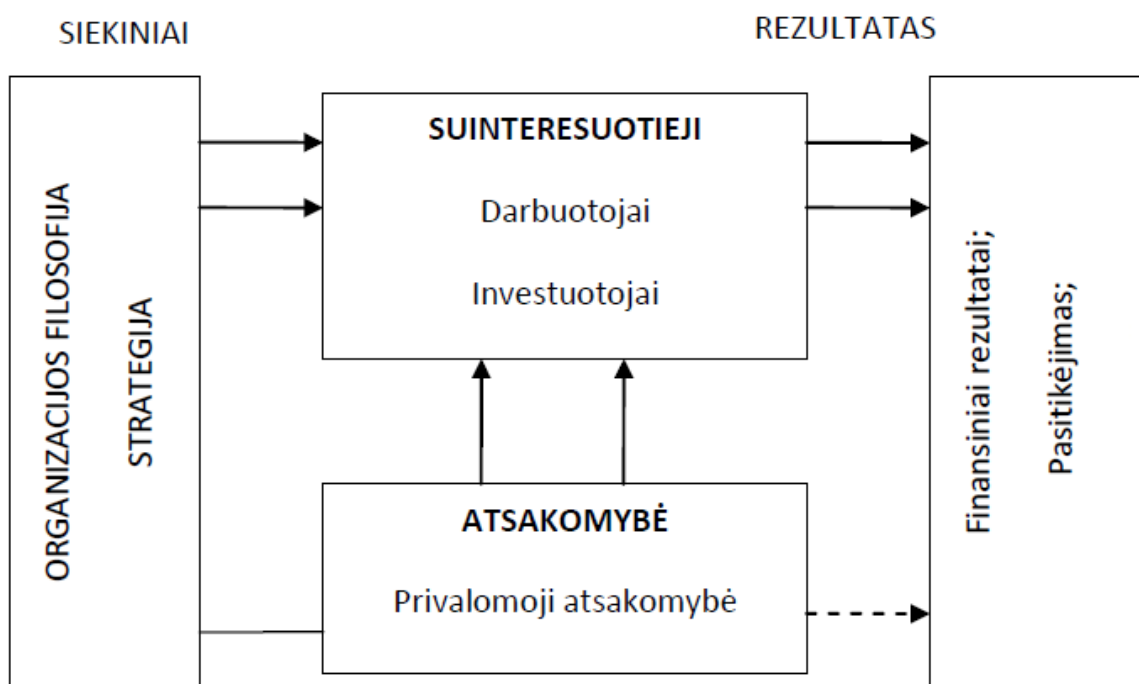 SIEKINIAI
REZULTATAS
ORGANIZACIJOS FILOSOFIJA
STRATEGIJA
SUINTERESUOTIEJI
Darbuotojai
Investuotojai
ATSAKOMYBĖ
Privalomoji atsakomybė
Finansiniai rezultatai;
Pasitikėjimas;